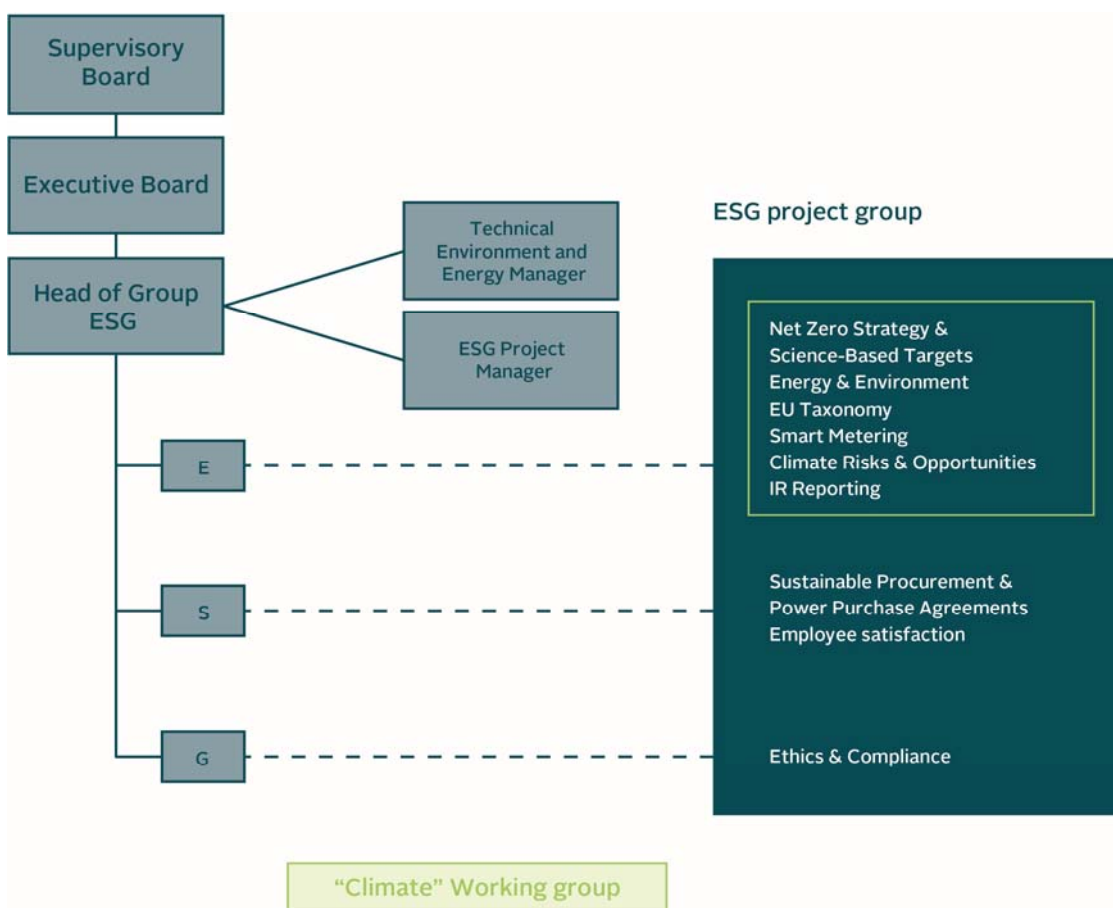 Supervisory
Board
Executive Board
Head of Group
ESG
Technical
Environment and
Energy Manager
ESG Project
Manager
ESG project group
E
Net Zero Strategy &
Science-Based Targets
Energy & Environment
EU Taxonomy
Smart Metering
Climate Risks & Opportunities
IR Reporting
S
Sustainable Procurement &
Power Purchase Agreements
Employee satisfaction
G
Ethics & Compliance
“Climate” Working group